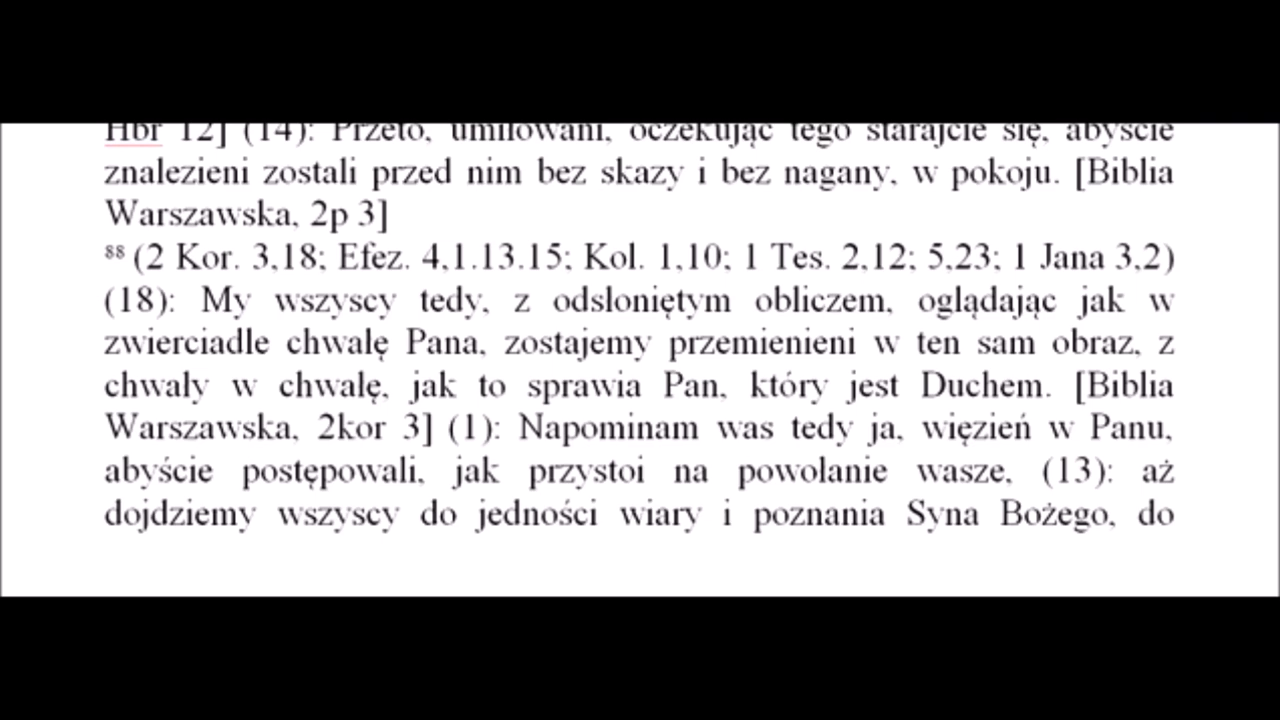 Hbr 12] (14): Przeto, umiłowani, oczekując tego starajcie się, abyście
znalezieni zostali przed nim bez skazy i bez nagany, w pokoju. [Biblia
Warszawska, 2p 3]
⁸⁸ (2 Kor. 3,18; Efez. 4,1.13.15; Kol. 1,10; 1 Tes. 2,12; 5,23; 1 Jana 3,2)
(18): My wszyscy tedy, z odsłoniętym obliczem, oglądając jak w
zwierciadle chwałę Pana, zostajemy przemienieni w ten sam obraz, z
chwały w chwałę, jak to sprawia Pan, który jest Duchem. [Biblia
Warszawska, 2kor 3] (1): Napominam was tedy ja, więzień w Panu,
abyście postępowali, jak przystoi na powołanie wasze, (13): aż
dojdziemy wszyscy do jedności wiary i poznania Syna Bożego, do